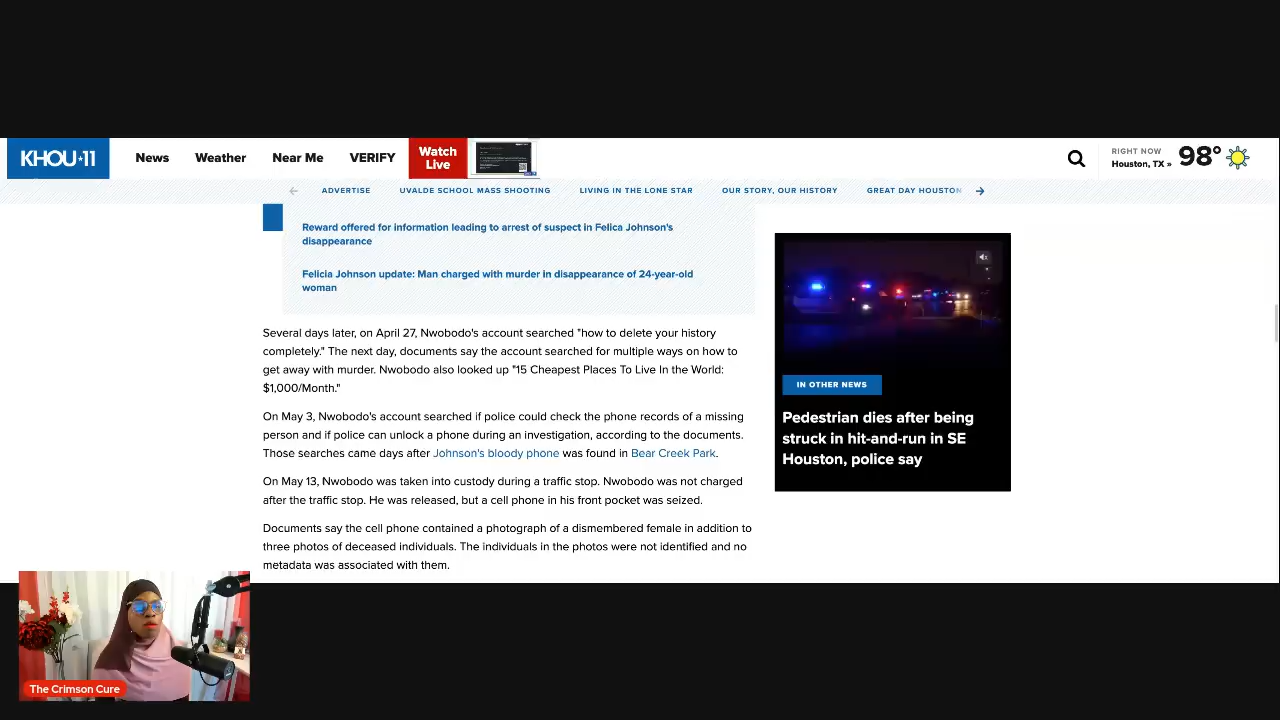 KHOU★11
News
Weather
Near Me
VERIFY
Watch
Live
RIGHT NOW
Houston, TX »
98°
ADVERTISE
UVALDE SCHOOL MASS SHOOTING
LIVING IN THE LONE STAR
OUR STORY, OUR HISTORY
GREAT DAY HOUSTON
Reward offered for information leading to arrest of suspect in Felica Johnson's
disappearance
Felicia Johnson update: Man charged with murder in disappearance of 24-year-old
woman
Several days later, on April 27, Nwobodo's account searched "how to delete your history
completely." The next day, documents say the account searched for multiple ways on how to
get away with murder. Nwobodo also looked up "15 Cheapest Places To Live In the World:
$1,000/Month."
On May 3, Nwobodo's account searched if police could check the phone records of a missing
person and if police can unlock a phone during an investigation, according to the documents.
Those searches came days after Johnson's bloody phone was found in Bear Creek Park.
On May 13, Nwobodo was taken into custody during a traffic stop. Nwobodo was not charged
after the traffic stop. He was released, but a cell phone in his front pocket was seized.
Documents say the cell phone contained a photograph of a dismembered female in addition to
three photos of deceased individuals. The individuals in the photos were not identified and no
metadata was associated with them.
IN OTHER NEWS
Pedestrian dies after being
struck in hit-and-run in SE
Houston, police say
The Crimson Cure